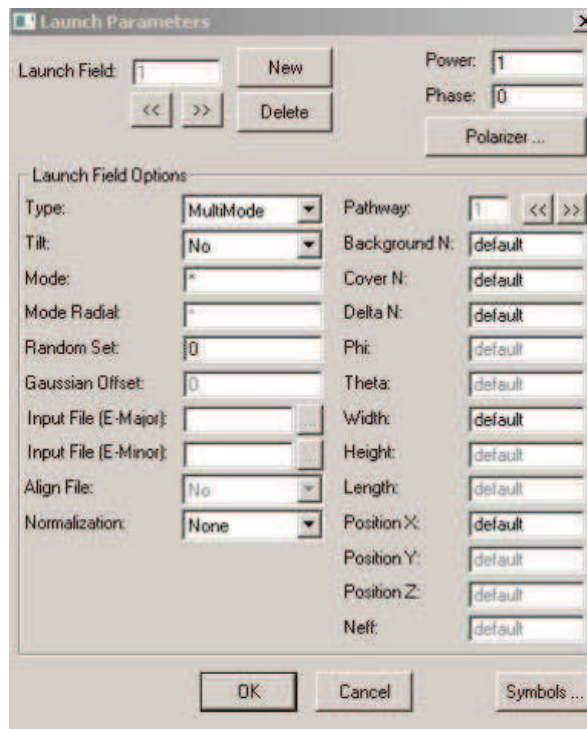 Launch Parameters
Launch Field: 1 New Power: 1
<< >> Delete Phase: 0
Polarizer ...
Launch Field Options
Type: MultiMode Pathway: 1 << >>
Tilt: No Background N: default
Mode: * Cover N: default
Mode Radial: * Delta N: default
Random Set: 0 Phi: default
Gaussian Offset: 0 Theta: default
Input File (E-Major): ... Width: default
Input File (E-Minor): ... Height: default
Align File: No Length: default
Normalization: None Position X: default
Position Y: default
Position Z: default
Neff: default
OK Cancel Symbols ...